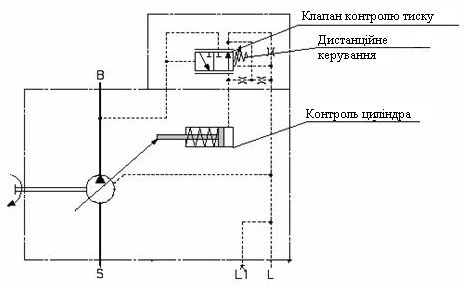 Клапан контролю тиску
Дистанційне
керування
B
Контроль циліндра
S
L1
L